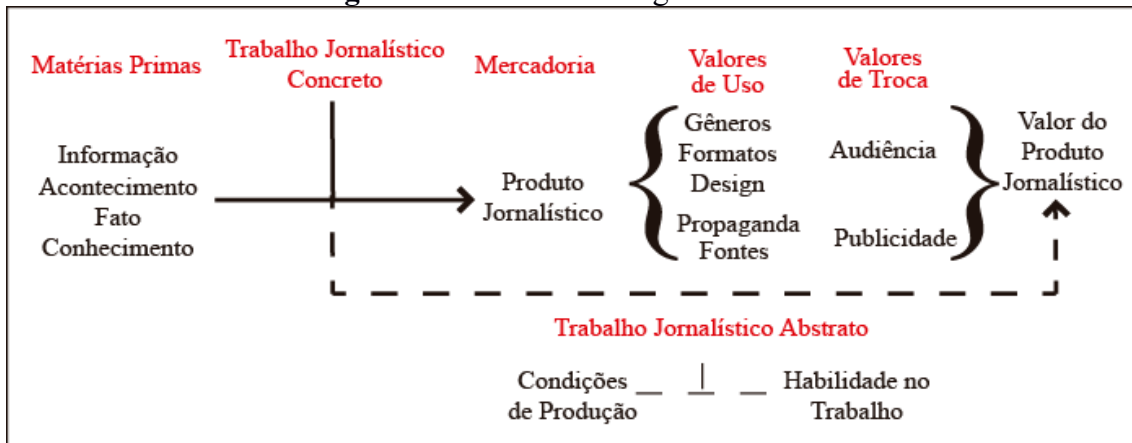 g
Matérias Primas
Trabalho Jornalístico
Concreto
Mercadoria
Valores
de Uso
Valores
de Troca
Informação
Acontecimento
Fato
Conhecimento
Produto
Jornalístico
Gêneros
Formatos
Design
Propaganda
Fontes
Audiência
Publicidade
Valor do
Produto
Jornalístico
Trabalho Jornalístico Abstrato
Condições
de Produção
Habilidade no
Trabalho